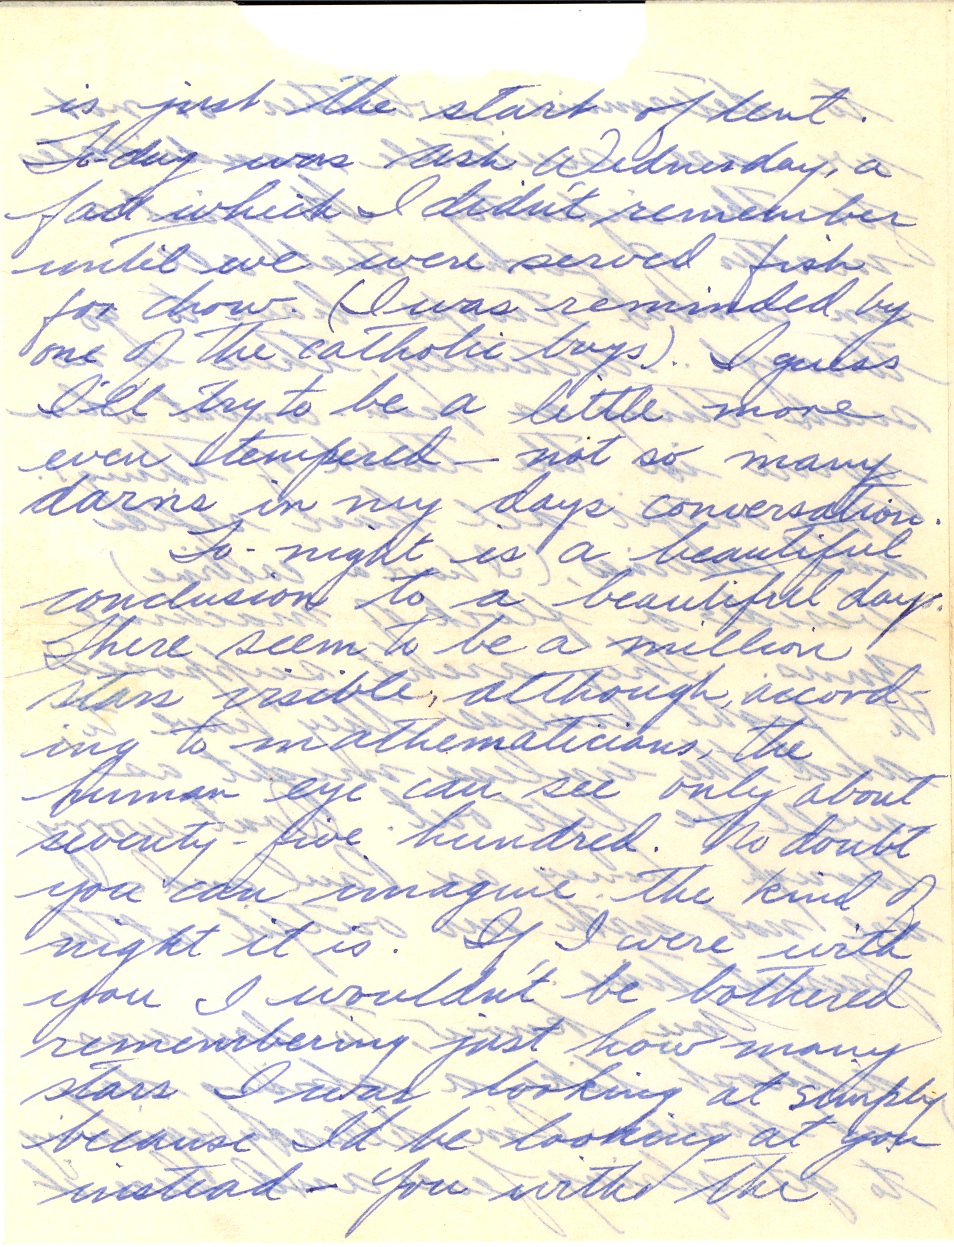 is just the start of Lent.
To-day was Ash Wednesday, a
fact which I didn't remember
until we were served fish
for chow. (I was reminded by
one of the catholic boys). I guess
I'll try to be a little more
even tempered — not so many
darns in my days conversation.
To-night is a beautiful
conclusion to a beautiful day.
There seem to be a million
stars visible, although, accord-
ing to mathematicians, the
human eye can see only about
seventy-five hundred. No doubt
you can imagine the kind of
night it is. If I were with
you I wouldn't be bothered
remembering just how many
stars I was looking at simply
because I'd be looking at you
instead — You with the